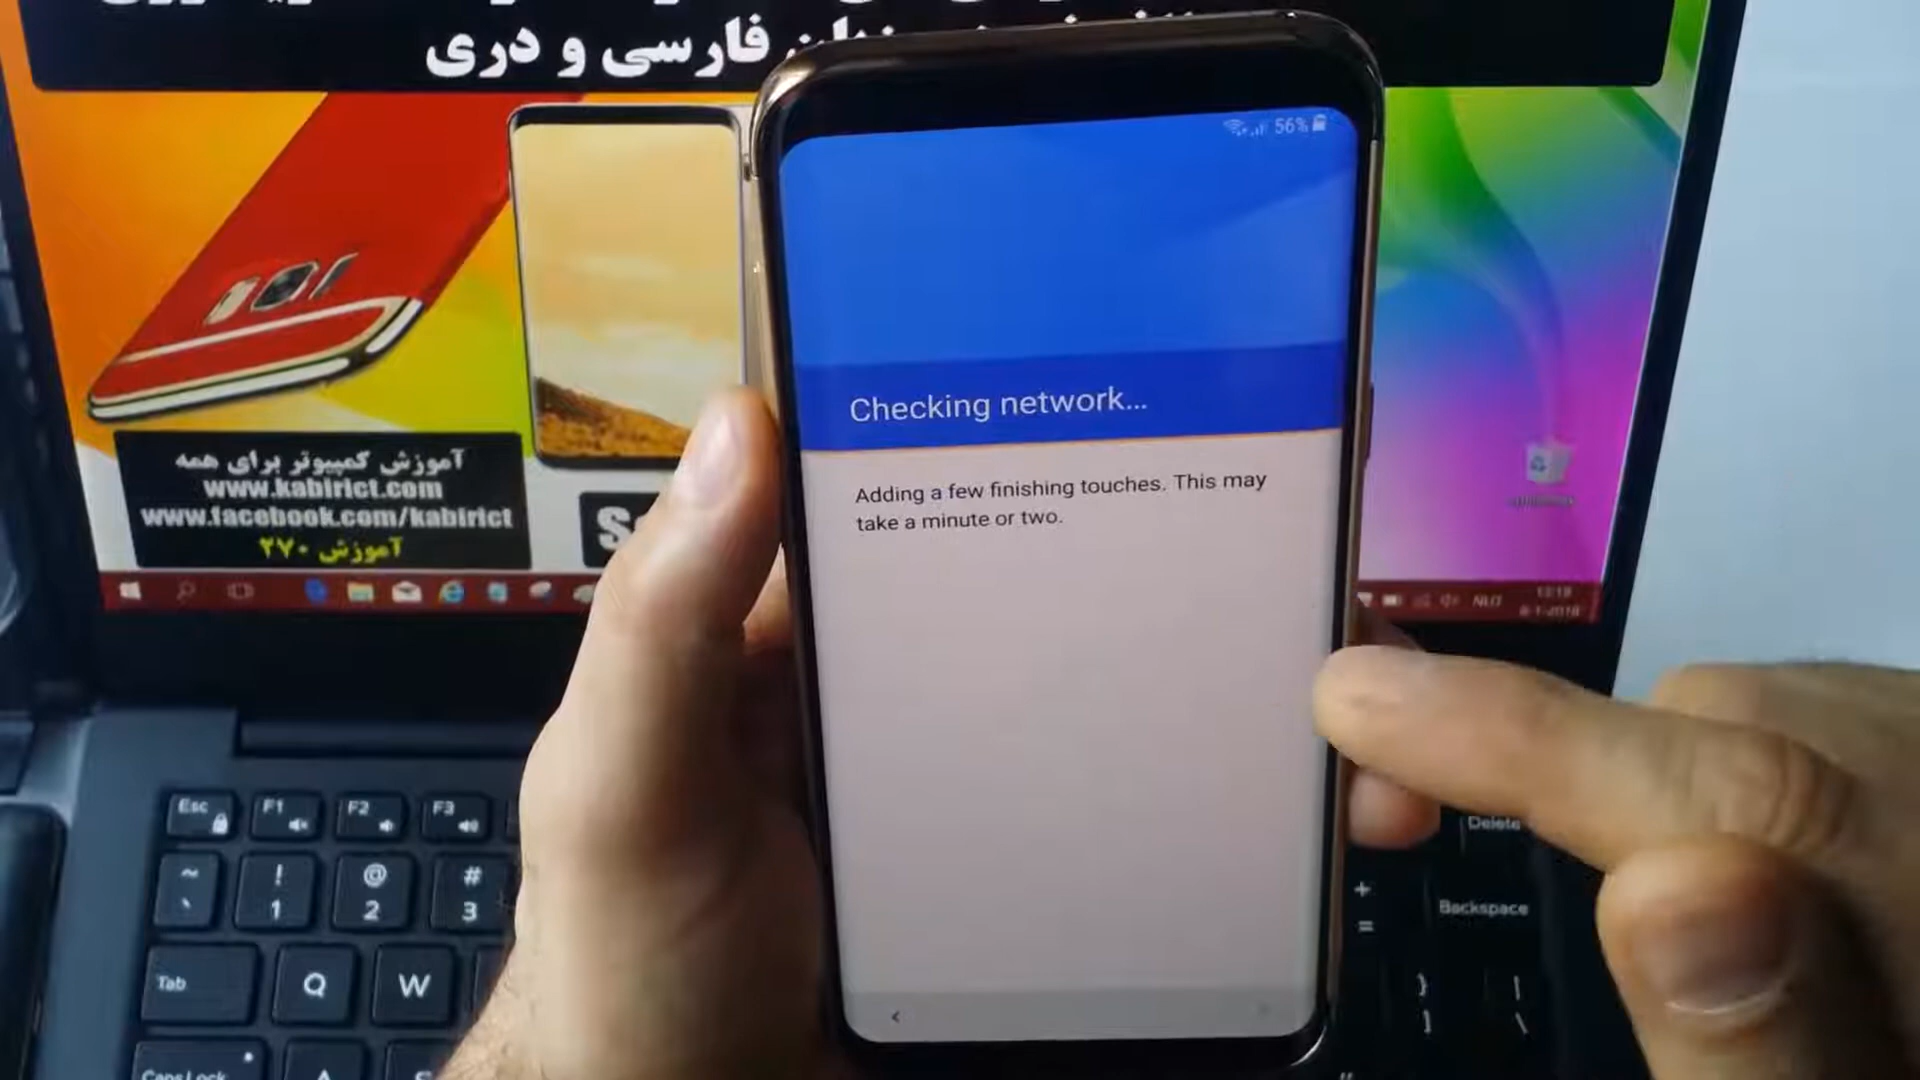 فارسی و دری
56%
Checking network...
Adding a few finishing touches. This may
take a minute or two.
آموزش کمپیوتر برای همه
www.kabirict.com
www.facebook.com/kabirict
آموزش ۲۷۰
Esc
F1
F2
F3
Delete
~
`
!
1
@
2
#
3
+
=
Backspace
Tab
Q
W
}
]
|
\
Caps Lock